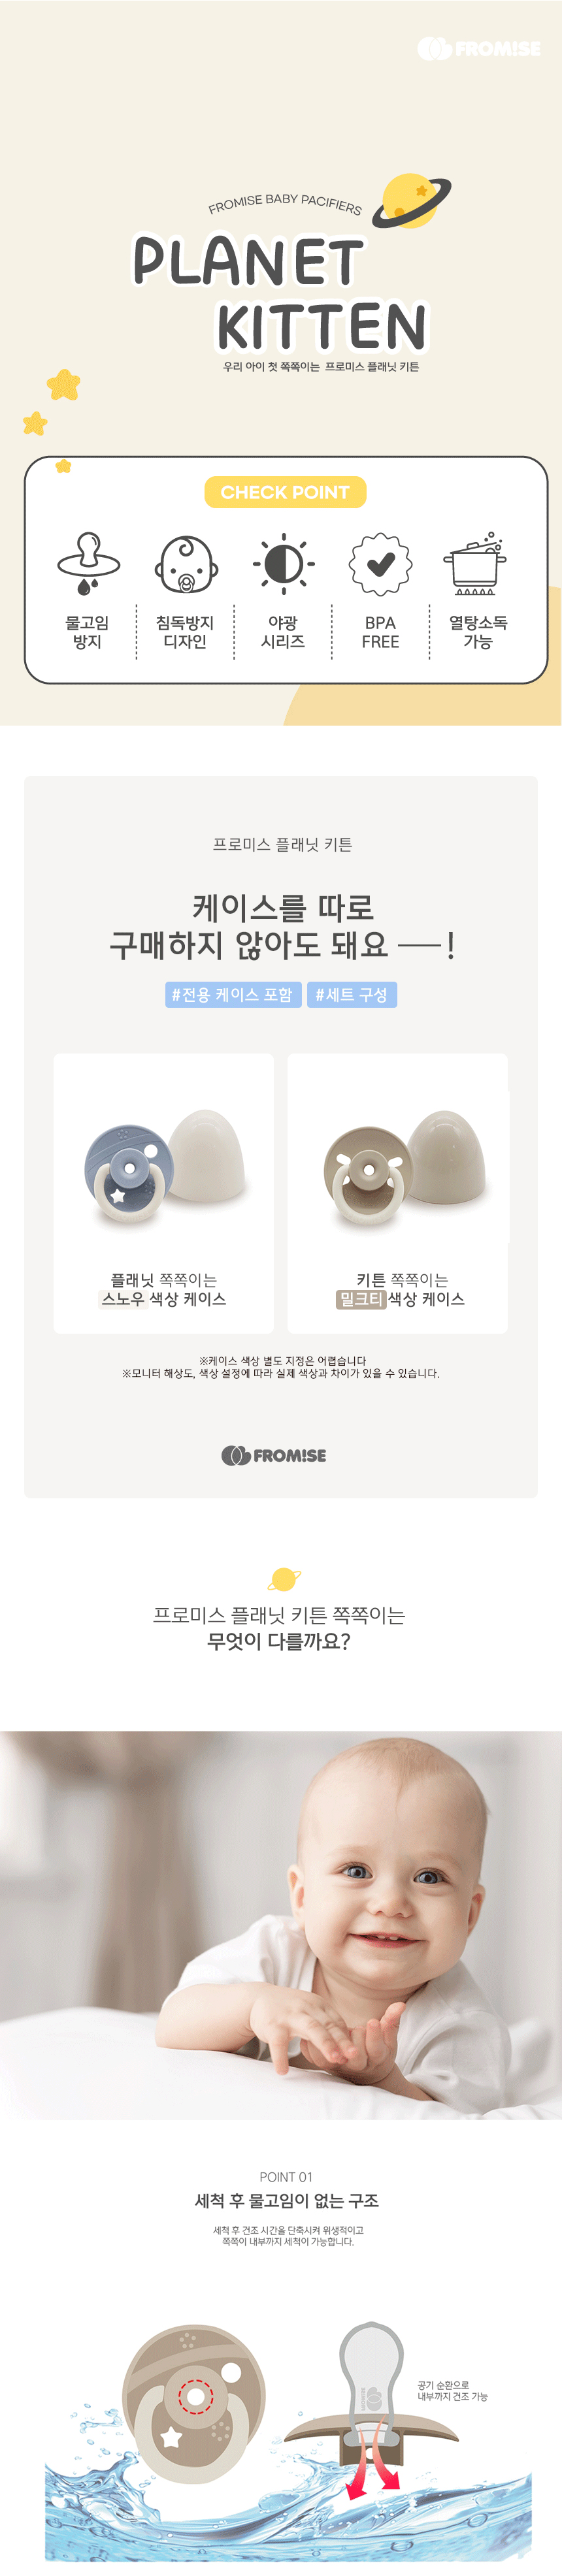 FROM!SE
FROMISE BABY PACIFIERS
PLANET
KITTEN
우리 아이 첫 쪽쪽이는 프로미스 플래닛 키튼
CHECK POINT
물고임
방지
침독방지
디자인
야광
시리즈
BPA
FREE
열탕소독
가능
프로미스 플래닛 키튼
케이스를 따로
구매하지 않아도 돼요 —!
#전용 케이스 포함 #세트 구성
플래닛 쪽쪽이는
스노우 색상 케이스
키튼 쪽쪽이는
밀크티 색상 케이스
※케이스 색상 별도 지정은 어렵습니다
※모니터 해상도, 색상 설정에 따라 실제 색상과 차이가 있을 수 있습니다.
FROM!SE
프로미스 플래닛 키튼 쪽쪽이는
무엇이 다를까요?
POINT 01
세척 후 물고임이 없는 구조
세척 후 건조 시간을 단축시켜 위생적이고
쪽쪽이 내부까지 세척이 가능합니다.
공기 순환으로
내부까지 건조 가능